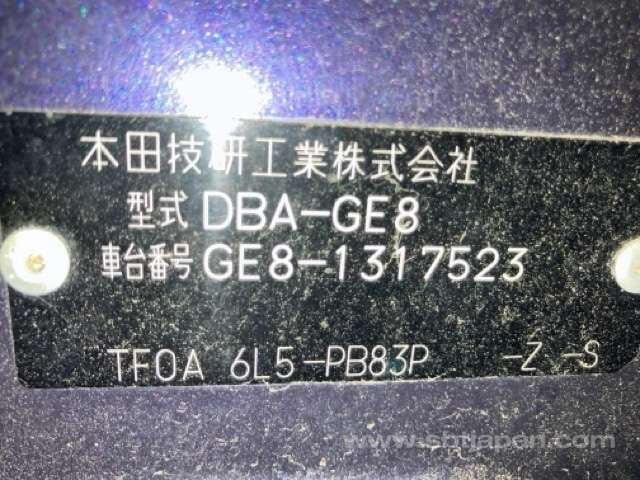 本田技研工業株式会社
型式 DBA-GE8
車台番号 GE8-1317523
TF0A 6L5-PB83P -Z -S
www.sbtjapan.com